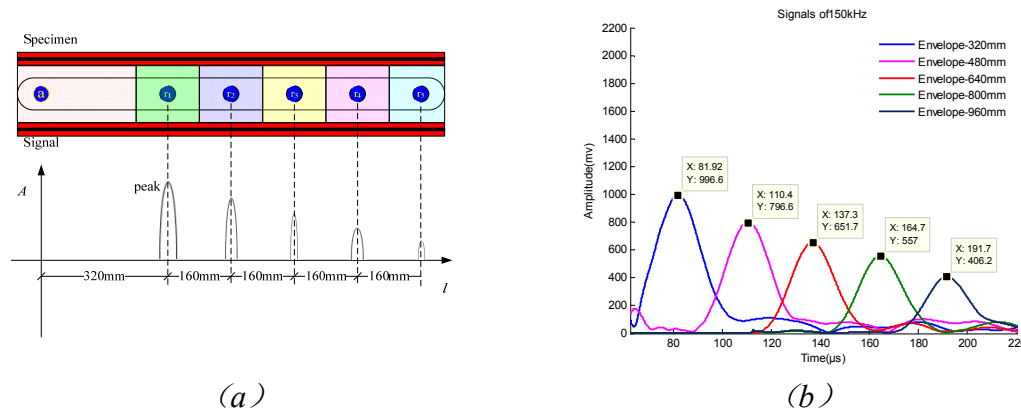 Specimen
a
r1
r2
r3
r4
r5
Signal
A
peak
320mm
160mm
160mm
160mm
160mm
l
(a)
Signals of150kHz
Amplitude(mv)
2200
2000
1800
1600
1400
1200
1000
800
600
400
200
0
Envelope-320mm
Envelope-480mm
Envelope-640mm
Envelope-800mm
Envelope-960mm
X: 81.92
Y: 996.6
X: 110.4
Y: 796.6
X: 137.3
Y: 651.7
X: 164.7
Y: 557
X: 191.7
Y: 406.2
80 100 120 140 160 180 200 22
Time(µs)
(b)